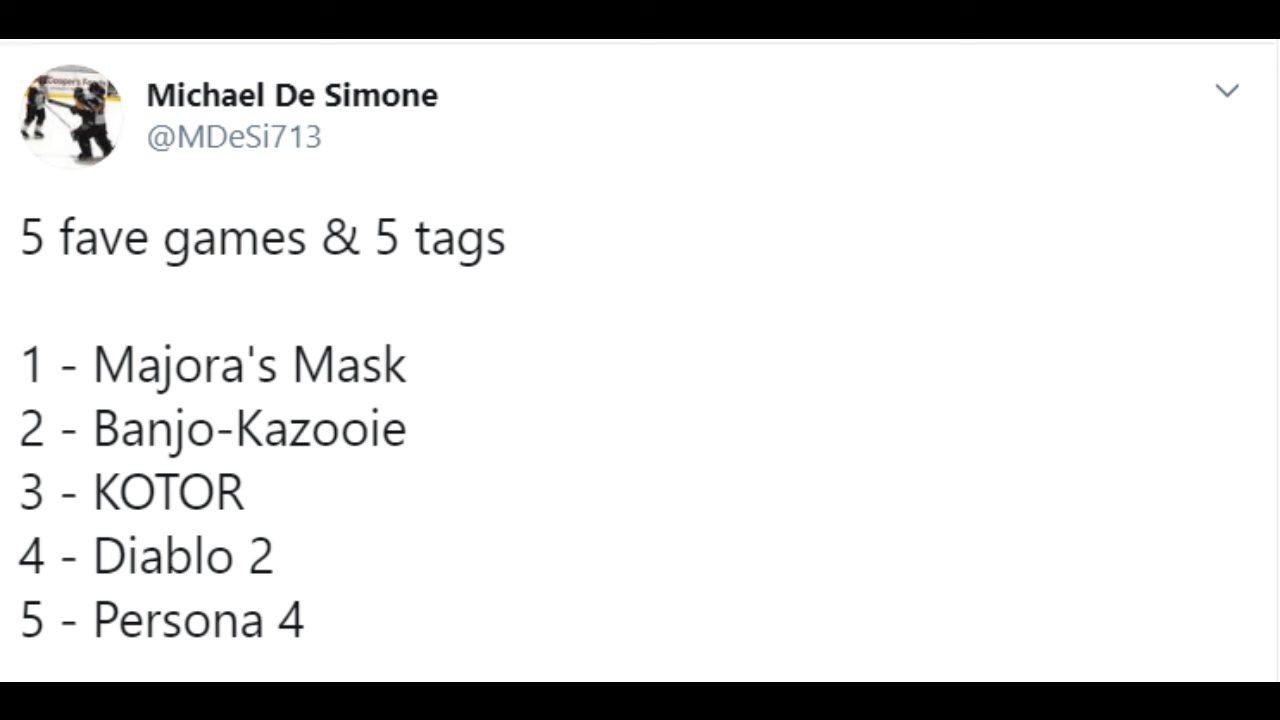 Cooper's
Michael De Simone
@MDeSi713
5 fave games & 5 tags
1 - Majora's Mask
2 - Banjo-Kazooie
3 - KOTOR
4 - Diablo 2
5 - Persona 4